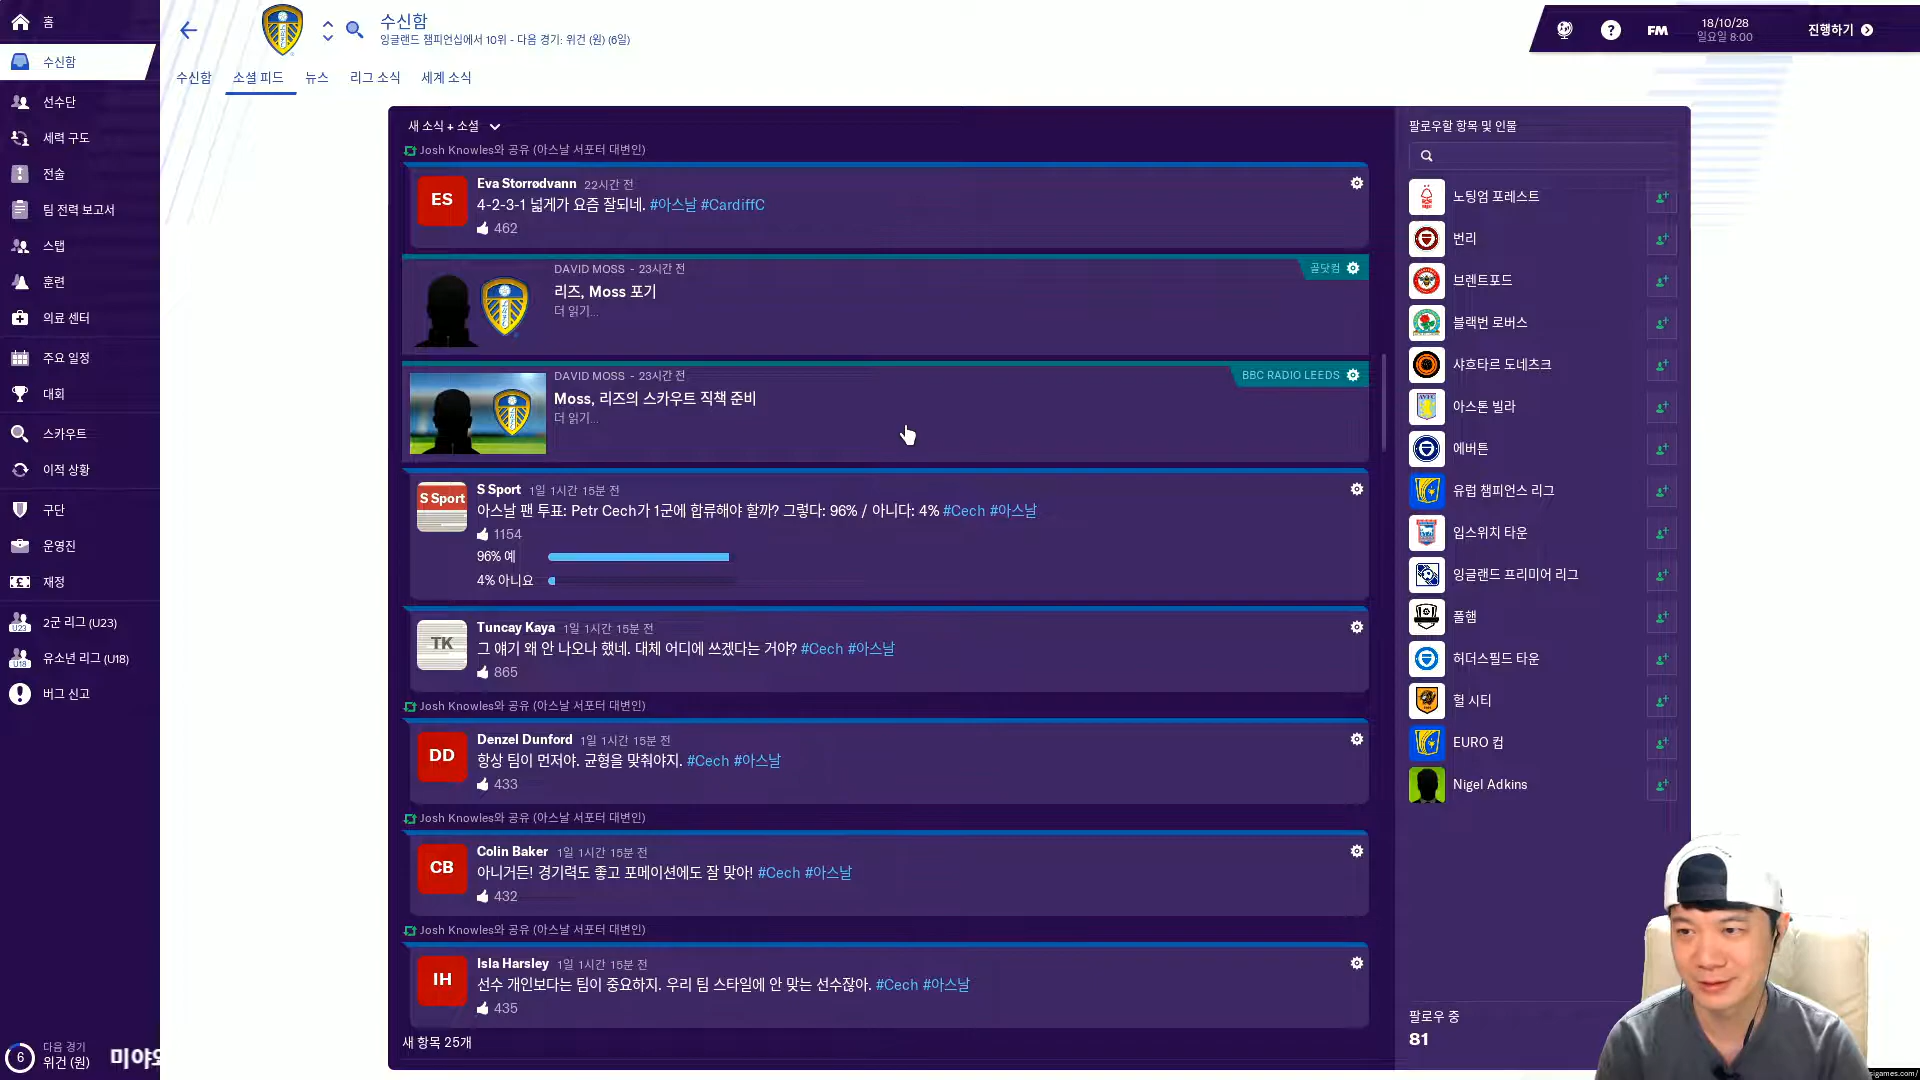 홈
수신함
선수단
세력 구도
전술
팀 전력 보고서
스탭
훈련
의료 센터
주요 일정
대회
스카우트
이적 상황
구단
운영진
재정
2군 리그 (U23)
유소년 리그 (U18)
버그 신고
6
다음 경기
위건 (원)
수신함
잉글랜드 챔피언십에서 10위 - 다음 경기: 위건 (원) (6일)
FM
18/10/28
일요일 8:00
진행하기
수신함
소셜 피드
뉴스
리그 소식
세계 소식
새 소식 + 소셜
Josh Knowles와 공유 (아스날 서포터 대변인)
ES
Eva Storrødvann 22시간 전
4-2-3-1 넓게가 요즘 잘되네. #아스날 #CardiffC
462
DAVID MOSS - 23시간 전
골닷컴
리즈, Moss 포기
더 읽기...
DAVID MOSS - 23시간 전
BBC RADIO LEEDS
Moss, 리즈의 스카우트 직책 준비
더 읽기...
S Sport
S Sport 1일 1시간 15분 전
아스날 팬 투표: Petr Cech가 1군에 합류해야 할까? 그렇다: 96% / 아니다: 4% #Cech #아스날
1154
96% 예
4% 아니요
TK
Tuncay Kaya 1일 1시간 15분 전
그 얘기 왜 안 나오나 했네. 대체 어디에 쓰겠다는 거야? #Cech #아스날
865
Josh Knowles와 공유 (아스날 서포터 대변인)
DD
Denzel Dunford 1일 1시간 15분 전
항상 팀이 먼저야. 균형을 맞춰야지. #Cech #아스날
433
Josh Knowles와 공유 (아스날 서포터 대변인)
CB
Colin Baker 1일 1시간 15분 전
아니거든! 경기력도 좋고 포메이션에도 잘 맞아! #Cech #아스날
432
Josh Knowles와 공유 (아스날 서포터 대변인)
IH
Isla Harsley 1일 1시간 15분 전
선수 개인보다는 팀이 중요하지. 우리 팀 스타일에 안 맞는 선수잖아. #Cech #아스날
435
새 항목 25개
팔로우할 항목 및 인물
노팅엄 포레스트
번리
브렌트포드
블랙번 로버스
샤흐타르 도네츠크
아스톤 빌라
에버튼
유럽 챔피언스 리그
입스위치 타운
잉글랜드 프리미어 리그
풀햄
허더스필드 타운
헐 시티
EURO 컵
Nigel Adkins
팔로우 중
81